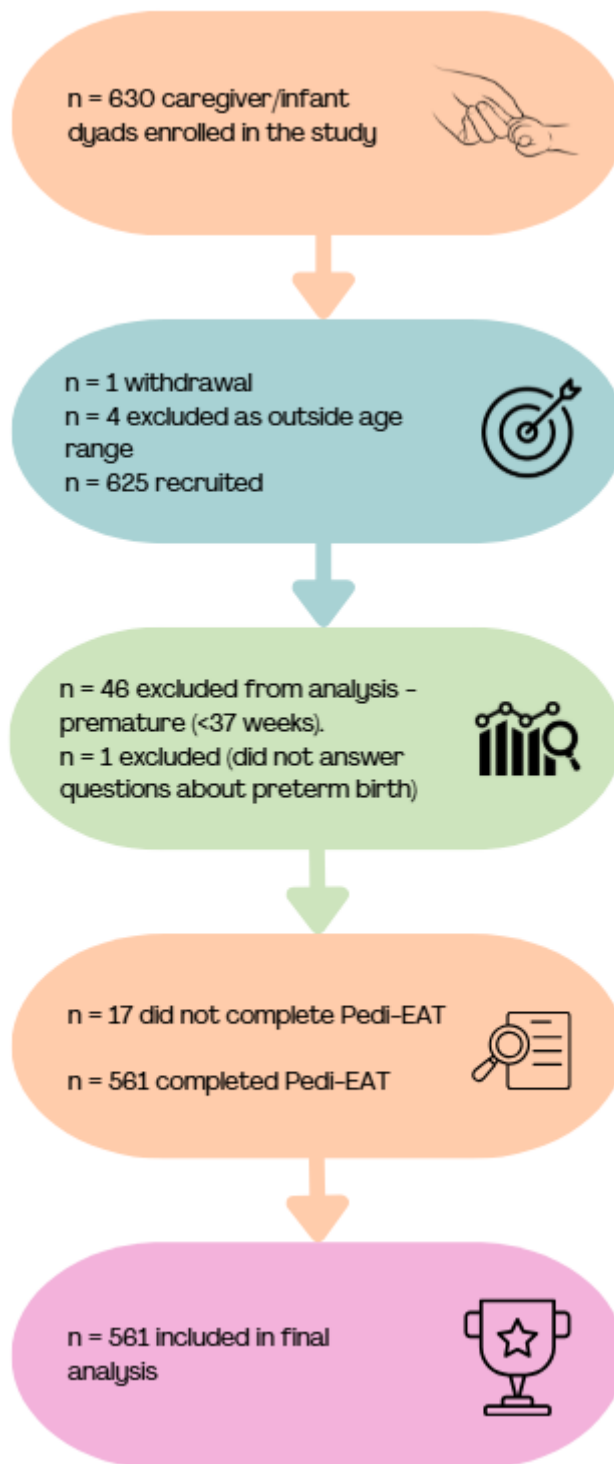 n = 630 caregiver/infant
dyads enrolled in the study
n = 1 withdrawal
n = 4 excluded as outside age
range
n = 625 recruited
n = 46 excluded from analysis -
premature (<37 weeks).
n = 1 excluded (did not answer
questions about preterm birth)
n = 17 did not complete Pedi-EAT
n = 561 completed Pedi-EAT
n = 561 included in final
analysis